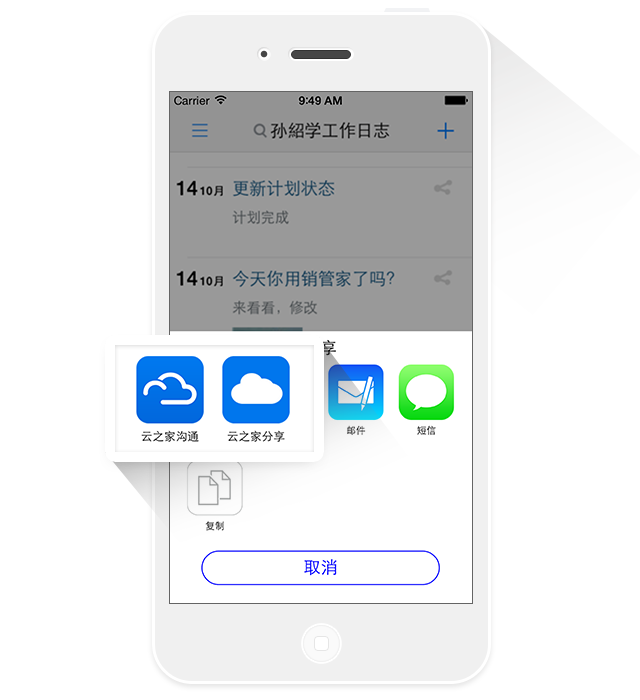 Carrier 9:49 AM
孙紹学工作日志
14 10月 更新计划状态
计划完成
14 10月 今天你用销管家了吗?
来看看，修改
享
云之家沟通 云之家分享 邮件 短信
复制
取消